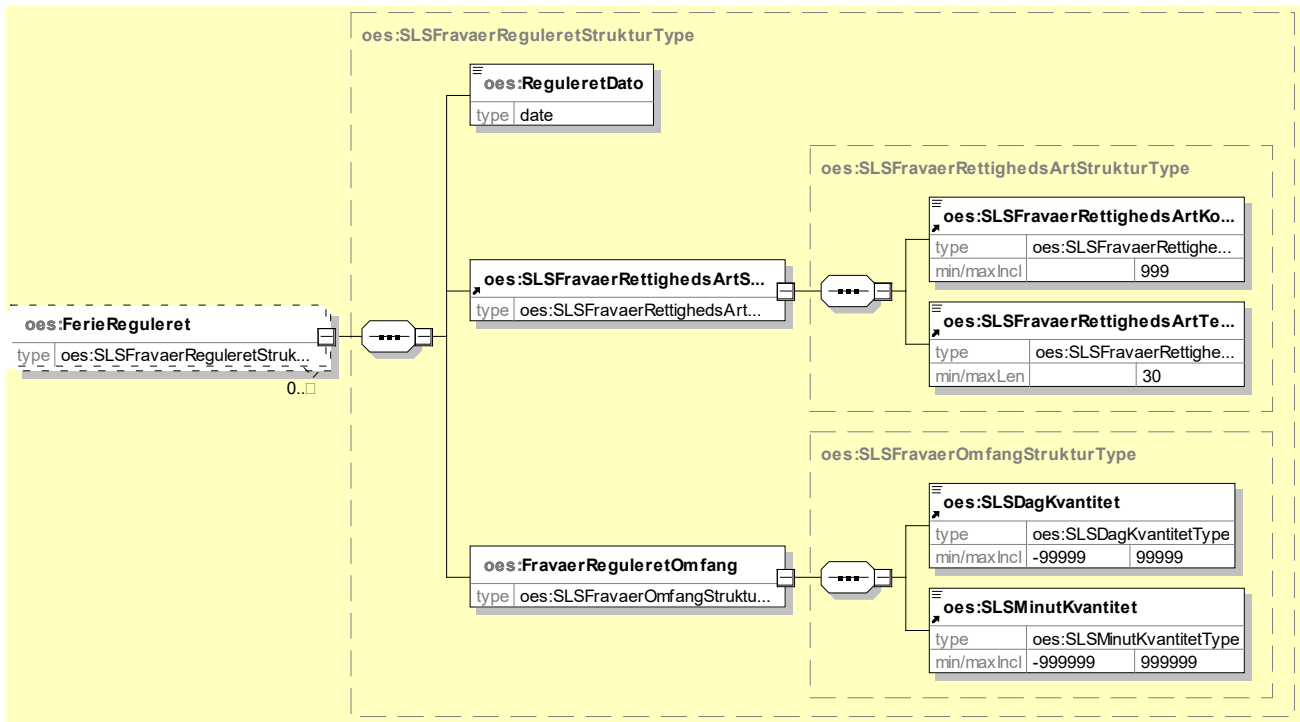 oes:SLSFravaerReguleretStrukturType
oes:ReguleretDato
type date
oes:SLSFravaerRettighedsArtStrukturType
oes:SLSFravaerRettighedsArtKo...
type oes:SLSFravaerRettighe...
min/maxIncl 999
oes:SLSFravaerRettighedsArtS...
type oes:SLSFravaerRettighedsArt...
oes:SLSFravaerRettighedsArtTe...
type oes:SLSFravaerRettighe...
min/maxLen 30
oes:FerieReguleret
type oes:SLSFravaerReguleretStruk...
0..□
oes:SLSFravaerOmfangStrukturType
oes:SLSDagKvantitet
type oes:SLSDagKvantitetType
min/maxIncl -99999 99999
oes:FravaerReguleretOmfang
type oes:SLSFravaerOmfangStruktu...
oes:SLSMinutKvantitet
type oes:SLSMinutKvantitetType
min/maxIncl -999999 999999